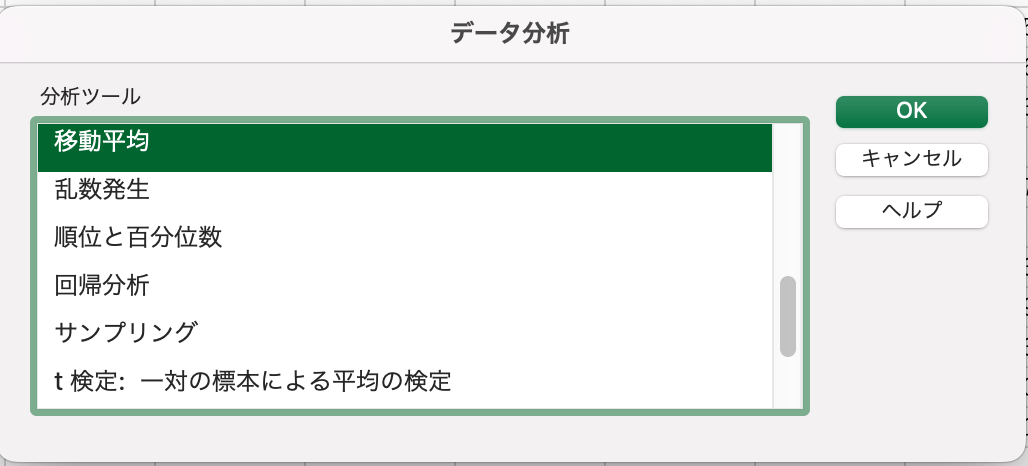 データ分析
分析ツール
移動平均
乱数発生
順位と百分位数
回帰分析
サンプリング
t 検定: 一対の標本による平均の検定
OK
キャンセル
ヘルプ